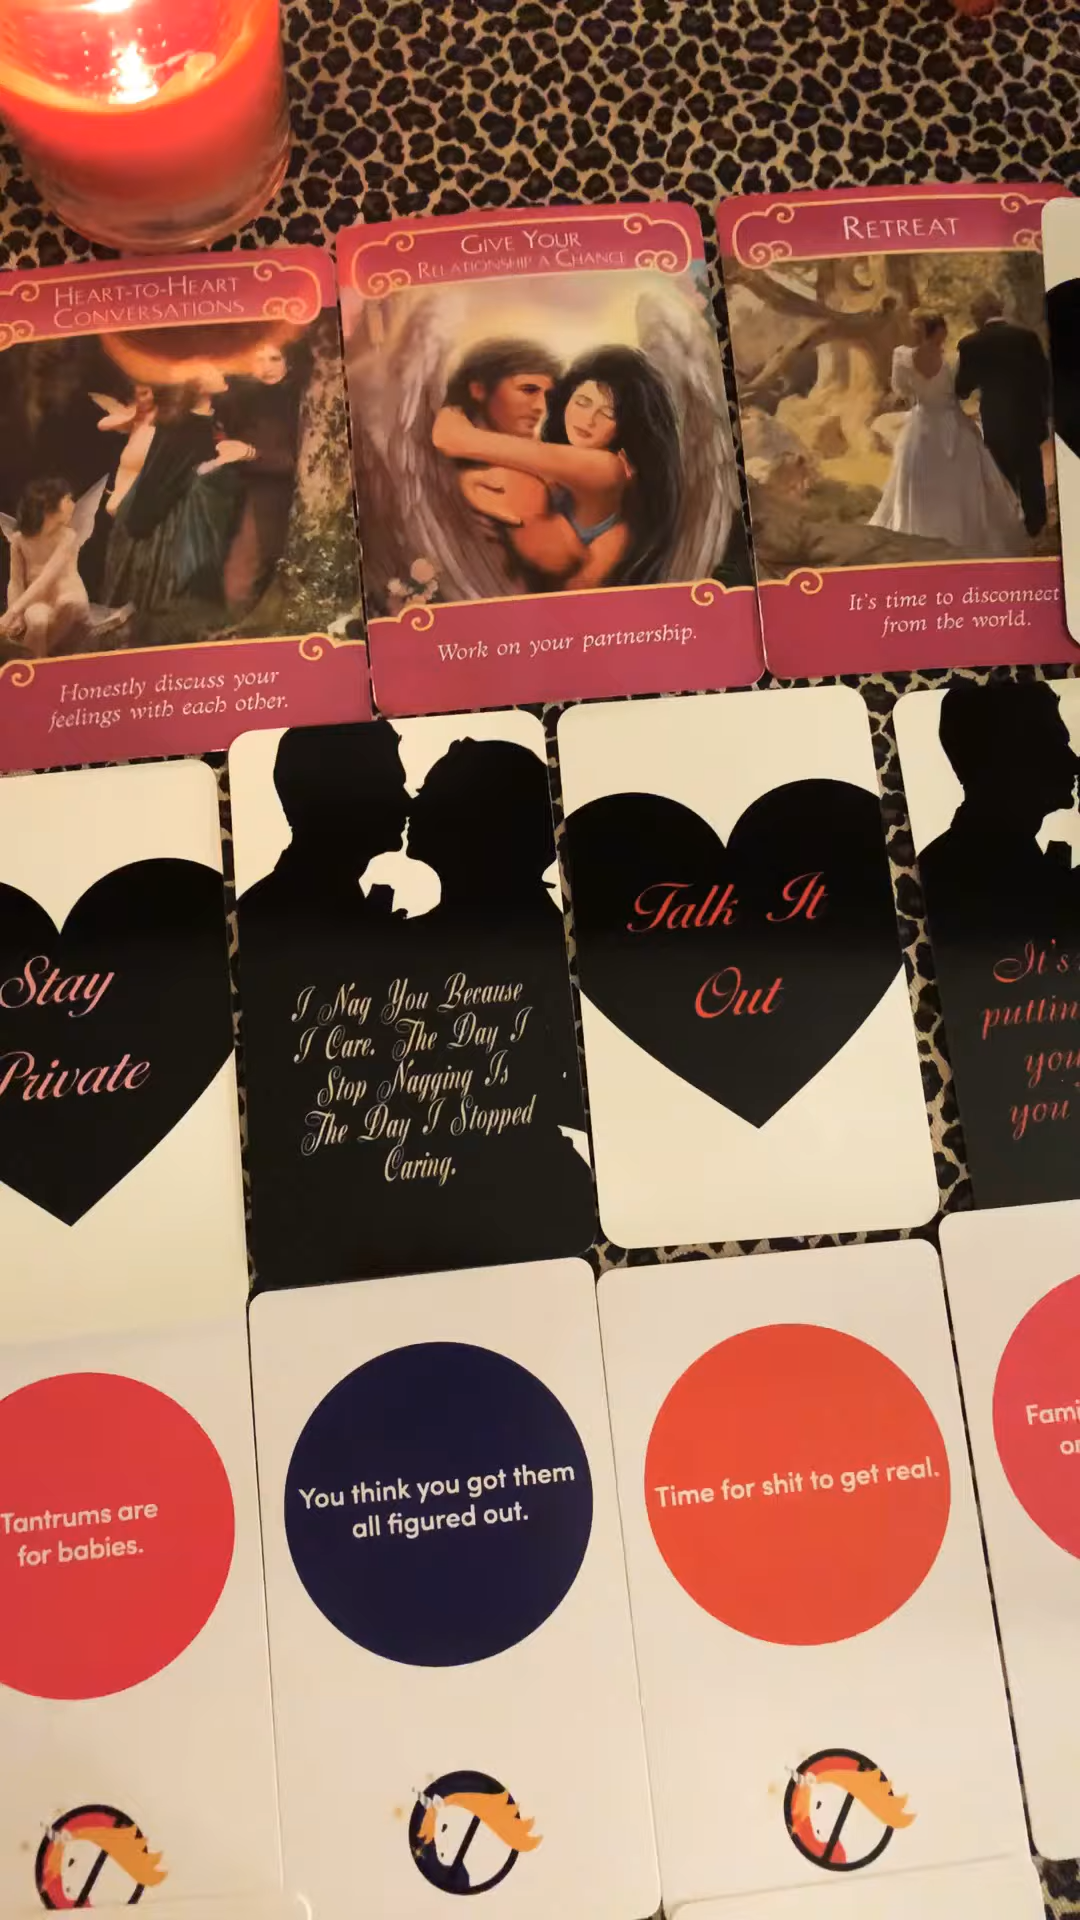 HEART-TO-HEART
CONVERSATIONS
Honestly discuss your
feelings with each other.
GIVE YOUR
RELATIONSHIP A CHANCE
Work on your partnership.
RETREAT
It's time to disconnect
from the world.
Stay
Private
I Nag You Because
I Care. The Day I
Stop Nagging Is
The Day I Stopped
Caring.
Talk It
Out
It's
you
Tantrums are
for babies.
You think you got them
all figured out.
Time for shit to get real.